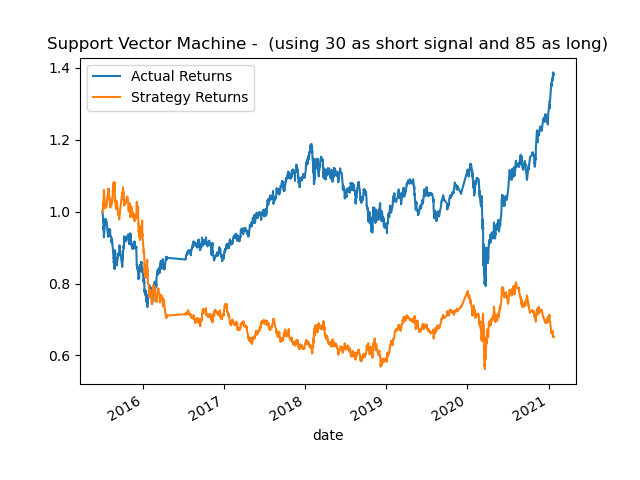 Support Vector Machine -  (using 30 as short signal and 85 as long)
Actual Returns
Strategy Returns
1.4
1.2
1.0
0.8
0.6
2016
2017
2018
2019
2020
2021
date